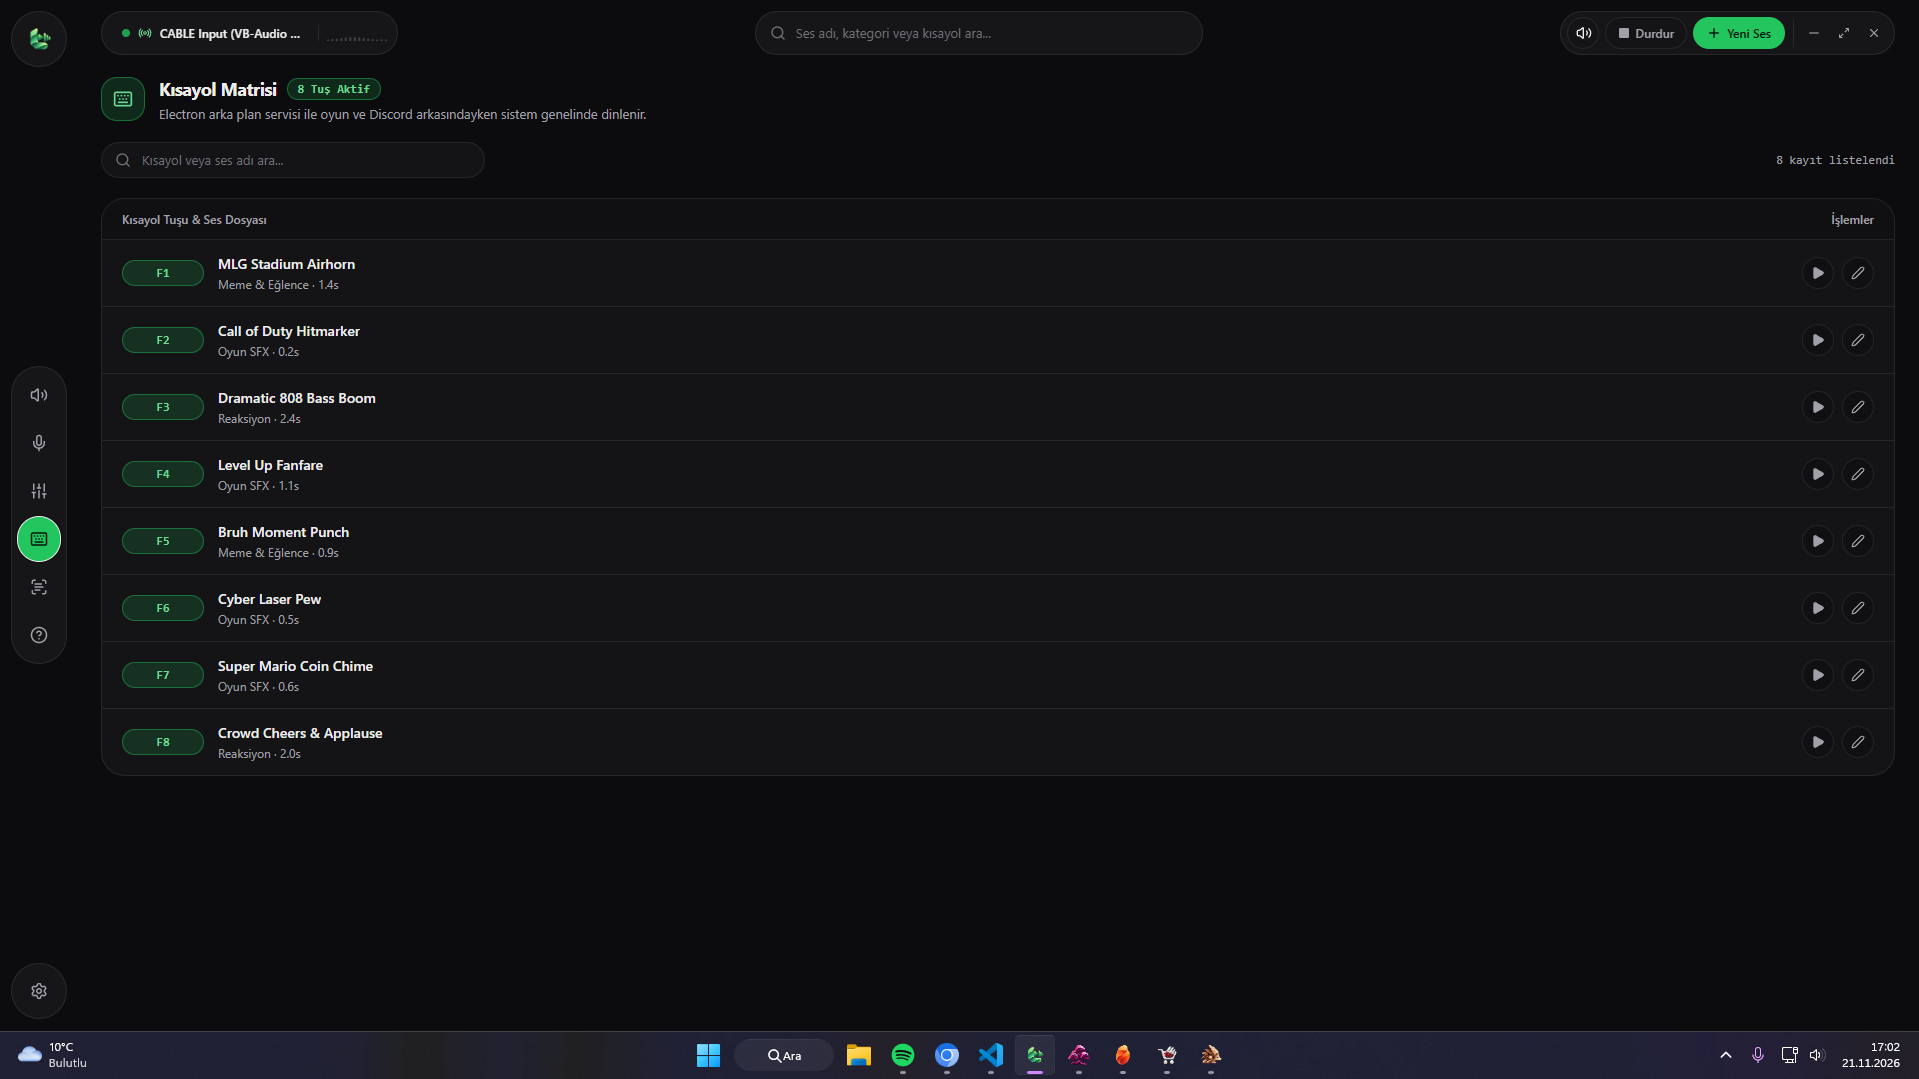 CABLE Input (VB-Audio ...
Ses adı, kategori veya kısayol ara...
Durdur
Yeni Ses
Kısayol Matrisi
8 Tuş Aktif
Electron arka plan servisi ile oyun ve Discord arkasındayken sistem genelinde dinlenir.
Kısayol veya ses adı ara...
8 kayıt listelendi
Kısayol Tuşu & Ses Dosyası
İşlemler
F1
MLG Stadium Airhorn
Meme & Eğlence · 1.4s
F2
Call of Duty Hitmarker
Oyun SFX · 0.2s
F3
Dramatic 808 Bass Boom
Reaksiyon · 2.4s
F4
Level Up Fanfare
Oyun SFX · 1.1s
F5
Bruh Moment Punch
Meme & Eğlence · 0.9s
F6
Cyber Laser Pew
Oyun SFX · 0.5s
F7
Super Mario Coin Chime
Oyun SFX · 0.6s
F8
Crowd Cheers & Applause
Reaksiyon · 2.0s
10°C
Bulutlu
Ara
17:02
21.11.2026